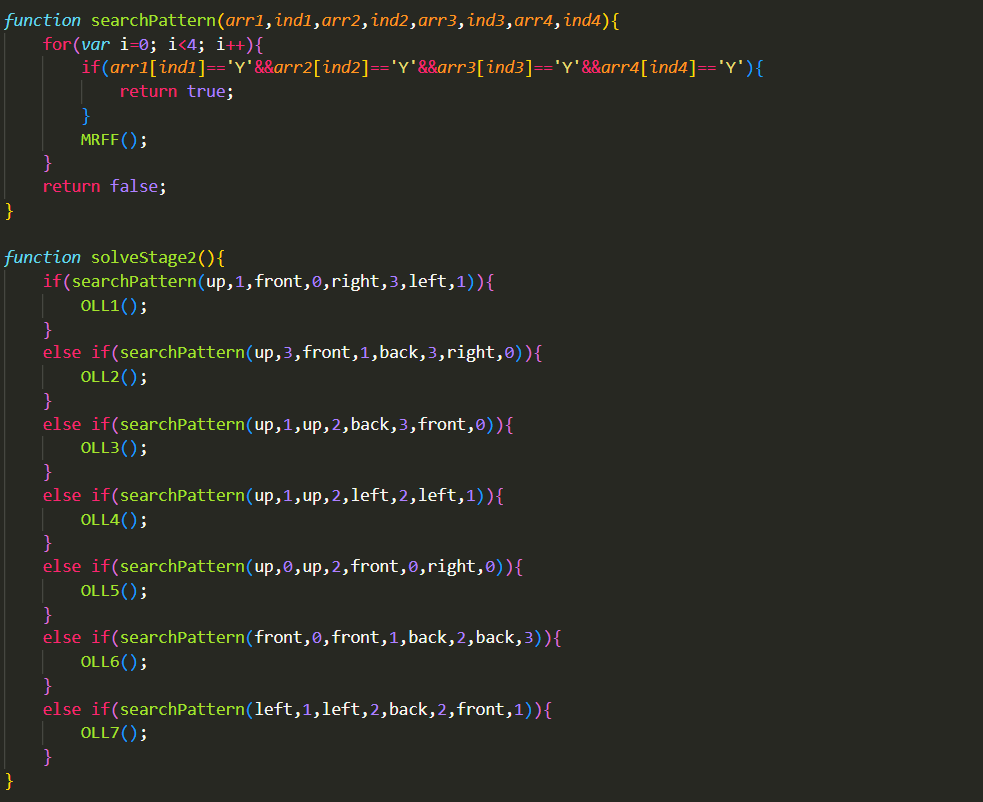 function searchPattern(arr1,ind1,arr2,ind2,arr3,ind3,arr4,ind4){
    for(var i=0; i<4; i++){
        if(arr1[ind1]=='Y'&&arr2[ind2]=='Y'&&arr3[ind3]=='Y'&&arr4[ind4]=='Y'){
            return true;
        }
        MRFF();
    }
    return false;
}

function solveStage2(){
    if(searchPattern(up,1,front,0,right,3,left,1)){
        OLL1();
    }
    else if(searchPattern(up,3,front,1,back,3,right,0)){
        OLL2();
    }
    else if(searchPattern(up,1,up,2,back,3,front,0)){
        OLL3();
    }
    else if(searchPattern(up,1,up,2,left,2,left,1)){
        OLL4();
    }
    else if(searchPattern(up,0,up,2,front,0,right,0)){
        OLL5();
    }
    else if(searchPattern(front,0,front,1,back,2,back,3)){
        OLL6();
    }
    else if(searchPattern(left,1,left,2,back,2,front,1)){
        OLL7();
    }
}